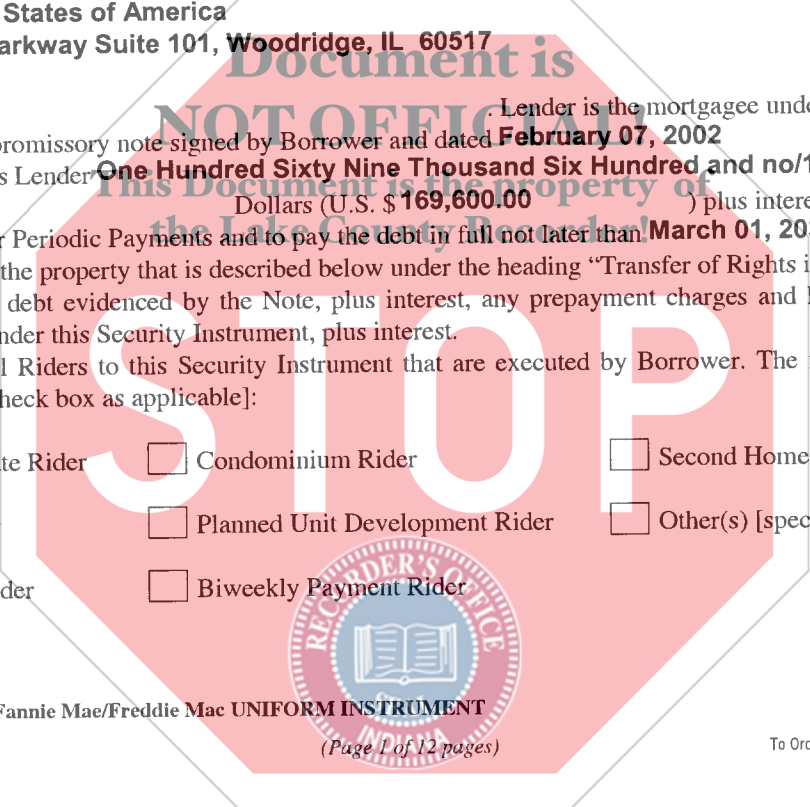 States of America
arkway Suite 101, Woodridge, IL 60517
Document is
NOT OFFICIAL!
. Lender is the mortgagee unde
promissory note signed by Borrower and dated February 07, 2002
s Lender One Hundred Sixty Nine Thousand Six Hundred and no/1
This Document is the property of
Dollars (U.S. $ 169,600.00 ) plus intere
the Lake County Recorder!
r Periodic Payments and to pay the debt in full not later than March 01, 20
the property that is described below under the heading “Transfer of Rights i
debt evidenced by the Note, plus interest, any prepayment charges and
nder this Security Instrument, plus interest.
l Riders to this Security Instrument that are executed by Borrower. The
heck box as applicable]:
STOP
te Rider Condominium Rider Second Home
Planned Unit Development Rider Other(s) [spec
der Biweekly Payment Rider
RECORDER'S OFFICE
SEAL
INDIANA
Fannie Mae/Freddie Mac UNIFORM INSTRUMENT
(Page 1 of 12 pages)
To Ord